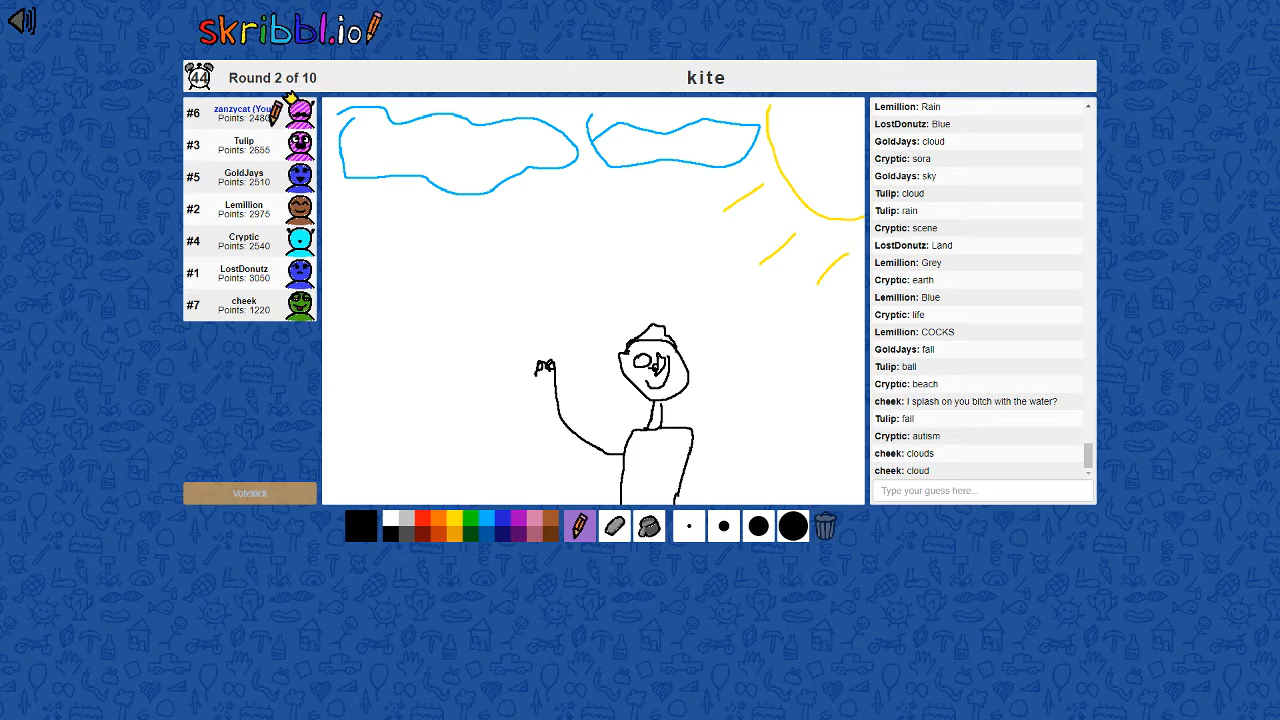 skribbl.io
44
Round 2 of 10
kite
#6
zanzycat (You
Points: 2480
#3
Tulip
Points: 2655
#5
GoldJays
Points: 2510
#2
Lemillion
Points: 2975
#4
Cryptic
Points: 2540
#1
LostDonutz
Points: 3050
#7
cheek
Points: 1220
Votekick
Lemillion: Rain
LostDonutz: Blue
GoldJays: cloud
Cryptic: sora
GoldJays: sky
Tulip: cloud
Tulip: rain
Cryptic: scene
LostDonutz: Land
Lemillion: Grey
Cryptic: earth
Lemillion: Blue
Cryptic: life
Lemillion: COCKS
GoldJays: fall
Tulip: ball
Cryptic: beach
cheek: I splash on you bitch with the water?
Tulip: fall
Cryptic: autism
cheek: clouds
cheek: cloud
Type your guess here...